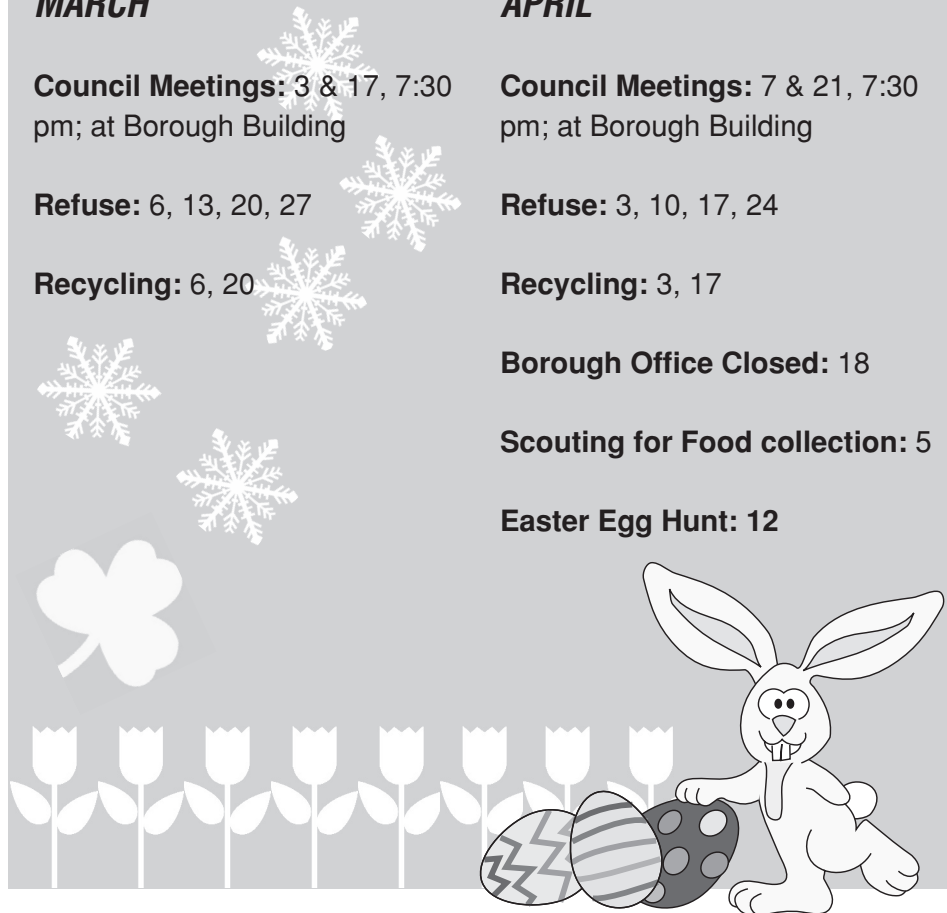 MARCH
Council Meetings: 3 & 17, 7:30
pm; at Borough Building
Refuse: 6, 13, 20, 27
Recycling: 6, 20
APRIL
Council Meetings: 7 & 21, 7:30
pm; at Borough Building
Refuse: 3, 10, 17, 24
Recycling: 3, 17
Borough Office Closed: 18
Scouting for Food collection: 5
Easter Egg Hunt: 12